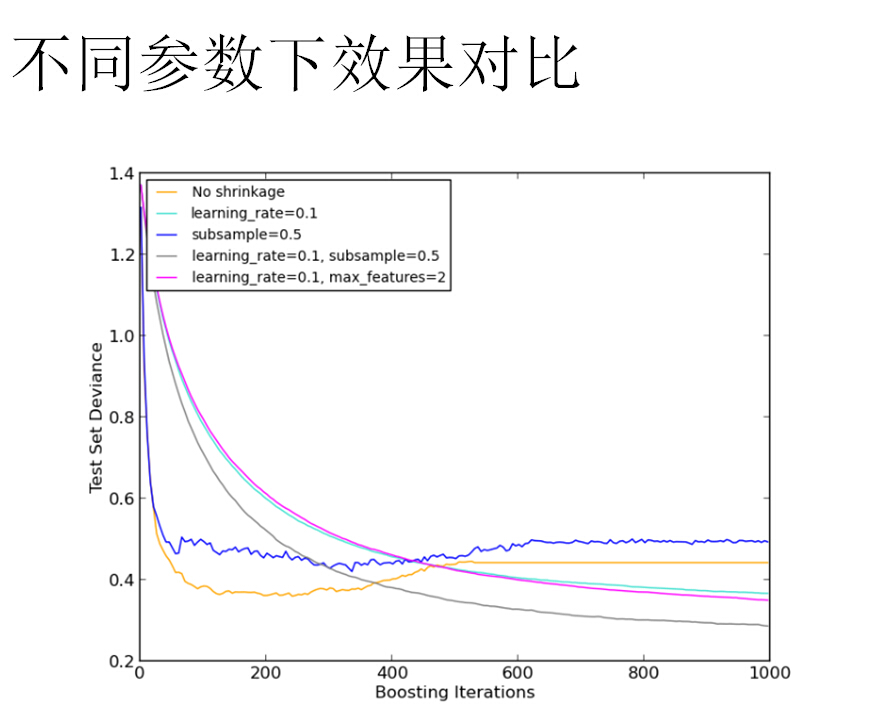 不同参数下效果对比
1.4
1.2
1.0
0.8
0.6
0.4
0.2
Test Set Deviance
No shrinkage
learning_rate=0.1
subsample=0.5
learning_rate=0.1, subsample=0.5
learning_rate=0.1, max_features=2
0 200 400 600 800 1000
Boosting Iterations